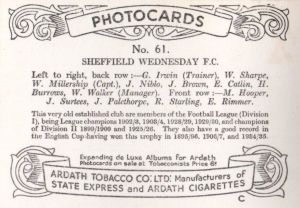 PHOTOCARDS
No. 61.
SHEFFIELD WEDNESDAY F.C.
Left to right, back row:—G. Irwin (Trainer), W. Sharpe,
W. Millership (Capt.), J. Niblo, J. Brown, E. Catlin, H.
Burrows, W. Walker (Manager). Front row:—M. Hooper,
J. Surtees, J. Palethorpe, R. Starling, E. Rimmer.
This very old established club are members of the Football League (Division
I), being League champions 1902/3, 1903/4, 1928/29, 1929/30, and champions
of Division II 1899/1900 and 1925/26. They also have a good record in
the English Cup having won this trophy in 1895/96, 1906/7, and 1934/35.
Expanding de Luxe Albums for Ardath
Photocards on sale at Tobacconists Price 6d
ARDATH TOBACCO CO. LTD. Manufacturers of
STATE EXPRESS and ARDATH CIGARETTES
C